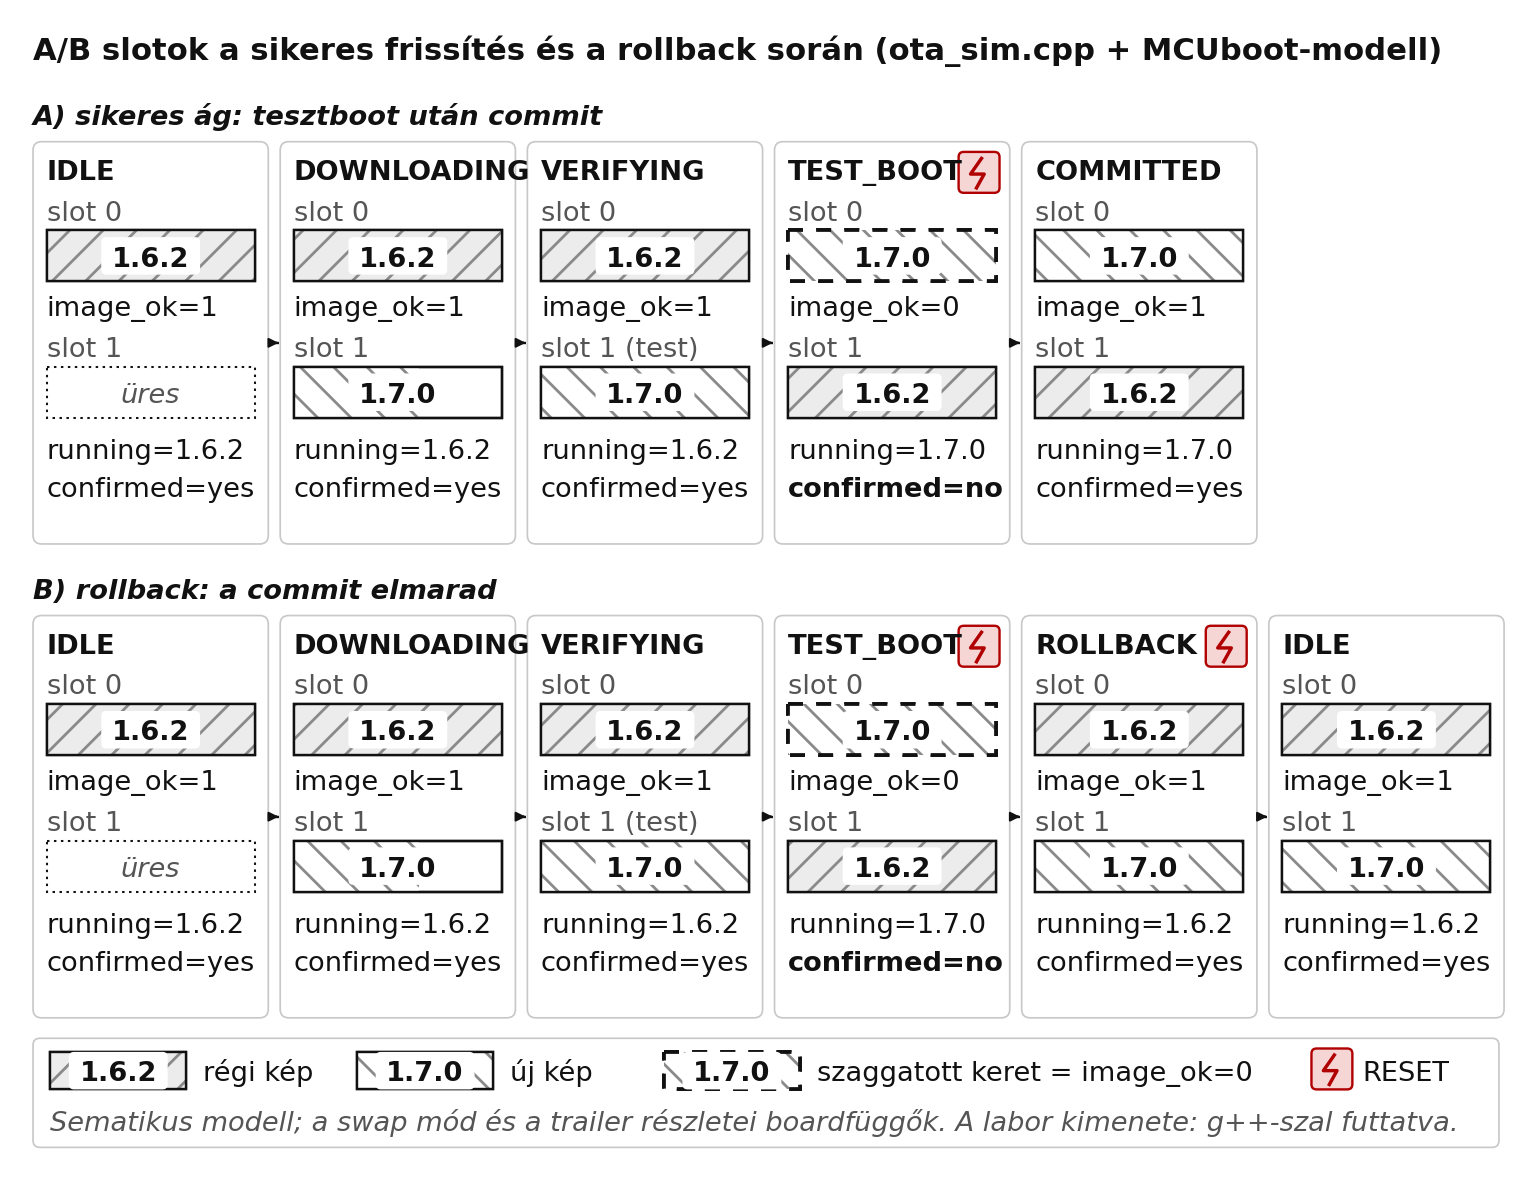 A/B slotok a sikeres frissítés és a rollback során (ota_sim.cpp + MCUboot-modell)
A) sikeres ág: tesztboot után commit
IDLE
slot 0
1.6.2
image_ok=1
slot 1
üres
running=1.6.2
confirmed=yes
DOWNLOADING
slot 0
1.6.2
image_ok=1
slot 1
1.7.0
running=1.6.2
confirmed=yes
VERIFYING
slot 0
1.6.2
image_ok=1
slot 1 (test)
1.7.0
running=1.6.2
confirmed=yes
TEST_BOOT
slot 0
1.7.0
image_ok=0
slot 1
1.6.2
running=1.7.0
confirmed=no
COMMITTED
slot 0
1.7.0
image_ok=1
slot 1
1.6.2
running=1.7.0
confirmed=yes
B) rollback: a commit elmarad
IDLE
slot 0
1.6.2
image_ok=1
slot 1
üres
running=1.6.2
confirmed=yes
DOWNLOADING
slot 0
1.6.2
image_ok=1
slot 1
1.7.0
running=1.6.2
confirmed=yes
VERIFYING
slot 0
1.6.2
image_ok=1
slot 1 (test)
1.7.0
running=1.6.2
confirmed=yes
TEST_BOOT
slot 0
1.7.0
image_ok=0
slot 1
1.6.2
running=1.7.0
confirmed=no
ROLLBACK
slot 0
1.6.2
image_ok=1
slot 1
1.7.0
running=1.6.2
confirmed=yes
IDLE
slot 0
1.6.2
image_ok=1
slot 1
1.7.0
running=1.6.2
confirmed=yes
1.6.2 régi kép 1.7.0 új kép 1.7.0 szaggatott keret = image_ok=0 RESET
Sematikus modell; a swap mód és a trailer részletei boardfüggők. A labor kimenete: g++-szal futtatva.